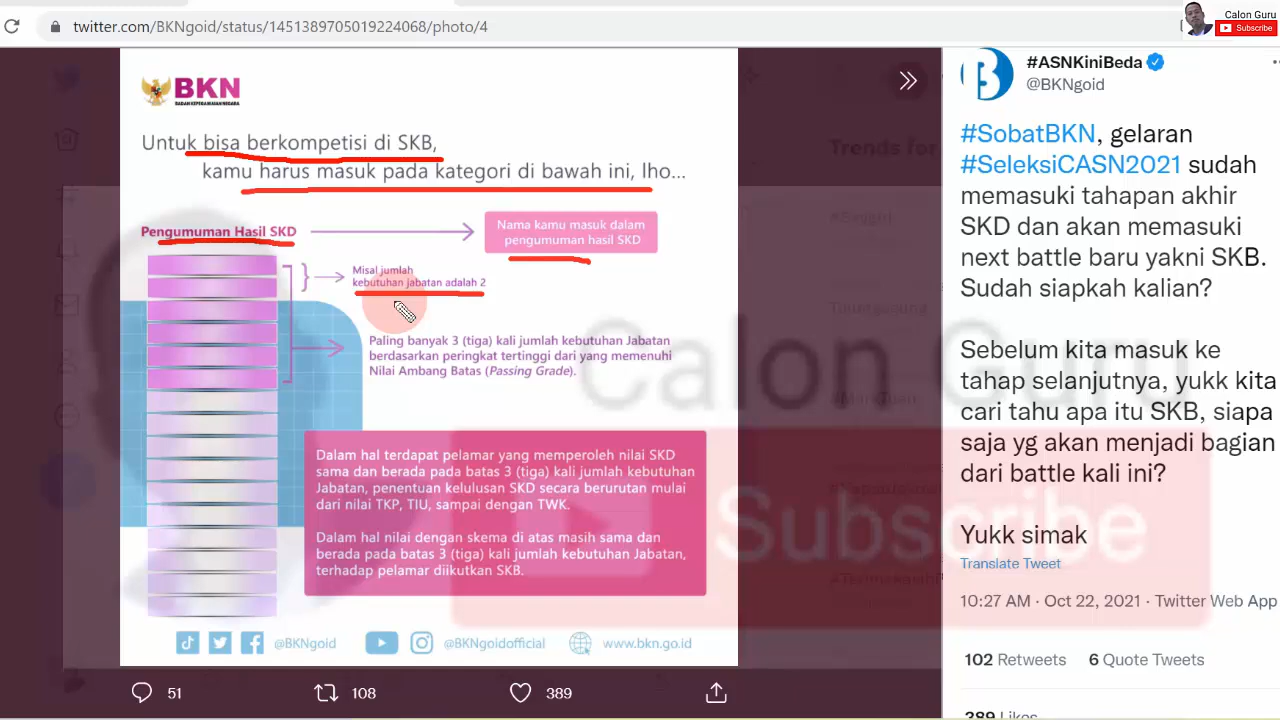 twitter.com/BKNgoid/status/1451389705019224068/photo/4
Calon Guru
Subscribe
BKN
BADAN KEPEGAWAIAN NEGARA
Untuk bisa berkompetisi di SKB,
kamu harus masuk pada kategori di bawah ini, lho...
Pengumuman Hasil SKD
Nama kamu masuk dalam
pengumuman hasil SKD
Misal jumlah
kebutuhan jabatan adalah 2
Paling banyak 3 (tiga) kali jumlah kebutuhan Jabatan
berdasarkan peringkat tertinggi dari yang memenuhi
Nilai Ambang Batas (Passing Grade).
Dalam hal terdapat pelamar yang memperoleh nilai SKD
sama dan berada pada batas 3 (tiga) kali jumlah kebutuhan
Jabatan, penentuan kelulusan SKD secara berurutan mulai
dari nilai TKP, TIU, sampai dengan TWK.
Dalam hal nilai dengan skema di atas masih sama dan
berada pada batas 3 (tiga) kali jumlah kebutuhan Jabatan,
terhadap pelamar diikutkan SKB.
@BKNgoid
@BKNgoidofficial
www.bkn.go.id
51
108
389
Trends for
Calon Guru
Subscribe
#ASNKiniBeda
@BKNgoid
#SobatBKN, gelaran
#SeleksiCASN2021 sudah
memasuki tahapan akhir
SKD dan akan memasuki
next battle baru yakni SKB.
Sudah siapkah kalian?
Sebelum kita masuk ke
tahap selanjutnya, yukk kita
cari tahu apa itu SKB, siapa
saja yg akan menjadi bagian
dari battle kali ini?
Yukk simak
Translate Tweet
10:27 AM · Oct 22, 2021 · Twitter Web App
102 Retweets 6 Quote Tweets
389 Likes